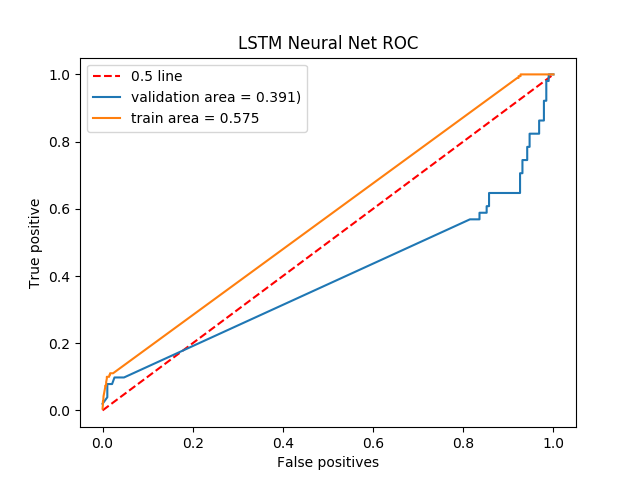 LSTM Neural Net ROC
0.5 line
validation area = 0.391)
train area = 0.575
True positive
1.0
0.8
0.6
0.4
0.2
0.0
0.0 0.2 0.4 0.6 0.8 1.0
False positives